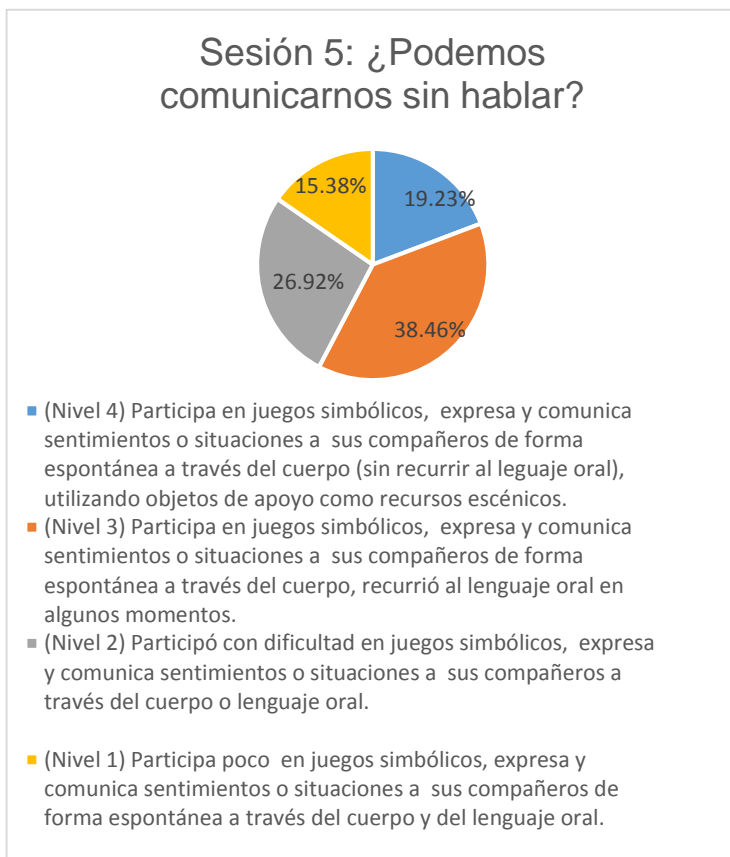 Sesión 5: ¿Podemos
comunicarnos sin hablar?
15.38%
19.23%
26.92%
38.46%
(Nivel 4) Participa en juegos simbólicos, expresa y comunica
sentimientos o situaciones a sus compañeros de forma
espontánea a través del cuerpo (sin recurrir al leguaje oral),
utilizando objetos de apoyo como recursos escénicos.
(Nivel 3) Participa en juegos simbólicos, expresa y comunica
sentimientos o situaciones a sus compañeros de forma
espontánea a través del cuerpo, recurrió al lenguaje oral en
algunos momentos.
(Nivel 2) Participó con dificultad en juegos simbólicos, expresa
y comunica sentimientos o situaciones a sus compañeros a
través del cuerpo o lenguaje oral.
(Nivel 1) Participa poco en juegos simbólicos, expresa y
comunica sentimientos o situaciones a sus compañeros de
forma espontánea a través del cuerpo y del lenguaje oral.